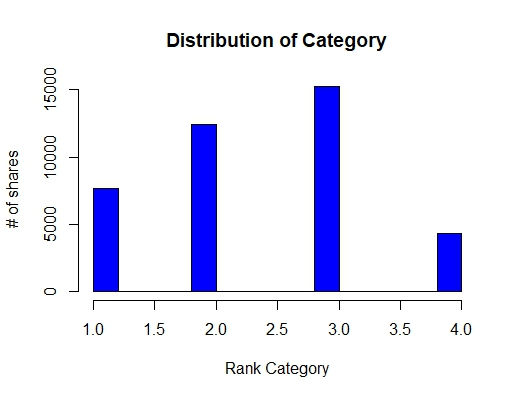 Distribution of Category
# of shares
15000
10000
5000
0
1.0 1.5 2.0 2.5 3.0 3.5 4.0
Rank Category